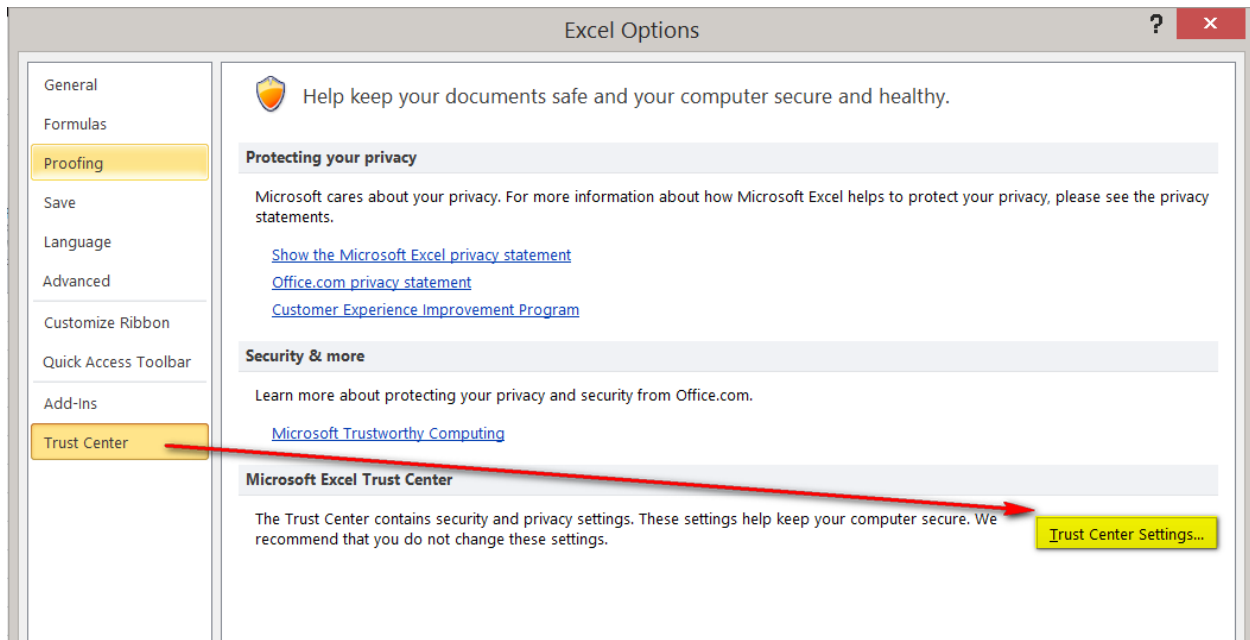 Excel Options
?
General
Formulas
Proofing
Save
Language
Advanced
Customize Ribbon
Quick Access Toolbar
Add-Ins
Trust Center
Help keep your documents safe and your computer secure and healthy.
Protecting your privacy
Microsoft cares about your privacy. For more information about how Microsoft Excel helps to protect your privacy, please see the privacy
statements.
Show the Microsoft Excel privacy statement
Office.com privacy statement
Customer Experience Improvement Program
Security & more
Learn more about protecting your privacy and security from Office.com.
Microsoft Trustworthy Computing
Microsoft Excel Trust Center
The Trust Center contains security and privacy settings. These settings help keep your computer secure. We
recommend that you do not change these settings.
Trust Center Settings...